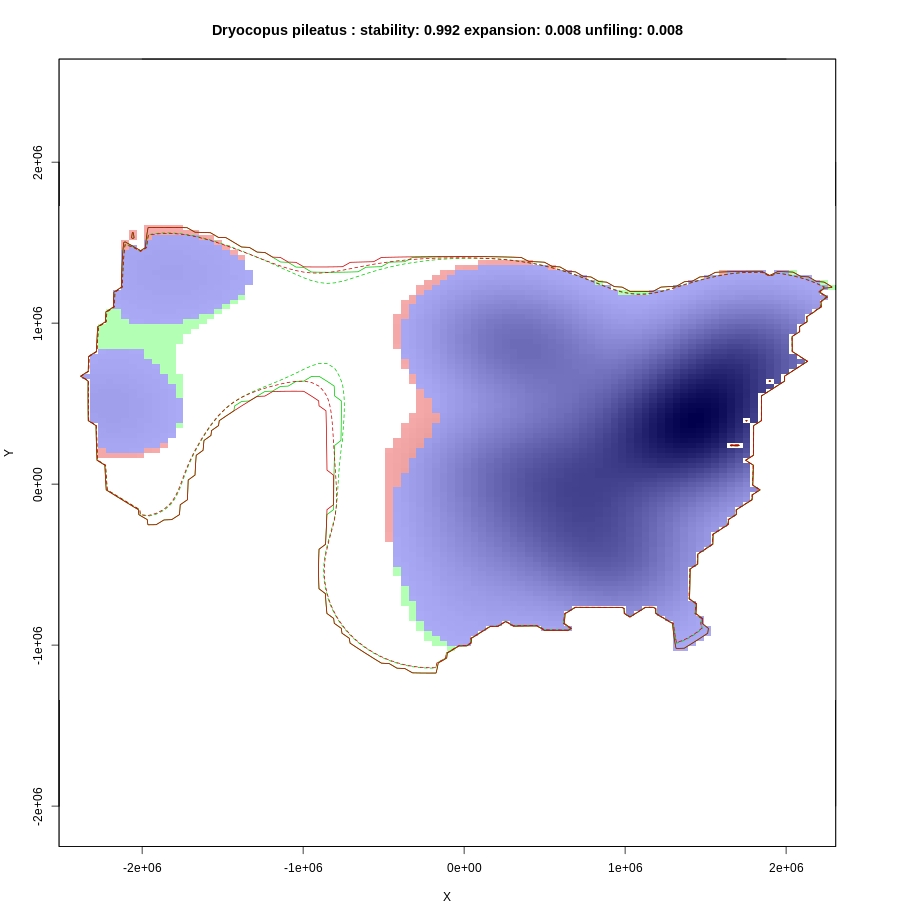 Dryocopus pileatus : stability: 0.992 expansion: 0.008 unfiling: 0.008
2e+06
1e+06
0e+00
-1e+06
-2e+06
Y
-2e+06 -1e+06 0e+00 1e+06 2e+06
X